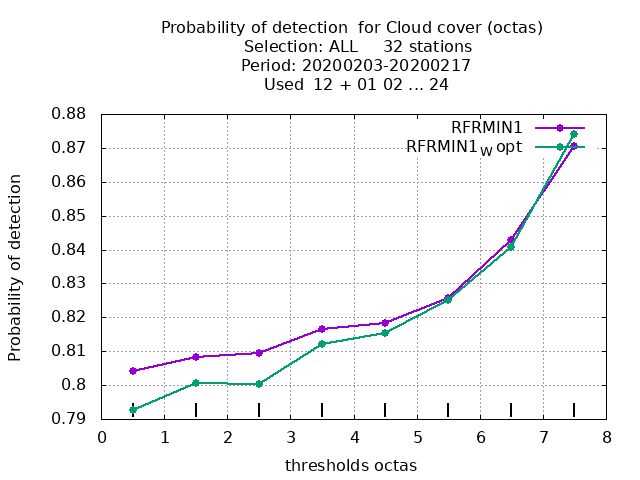 Probability of detection  for Cloud cover (octas)
Selection: ALL     32 stations
Period: 20200203-20200217
Used  12 + 01 02 ... 24
0.88
RFRMIN1
0.87
RFRMIN1W opt
0.86
0.85
0.84
0.83
0.82
0.81
0.8
0.79
Probability of detection
0 1 2 3 4 5 6 7 8
thresholds octas